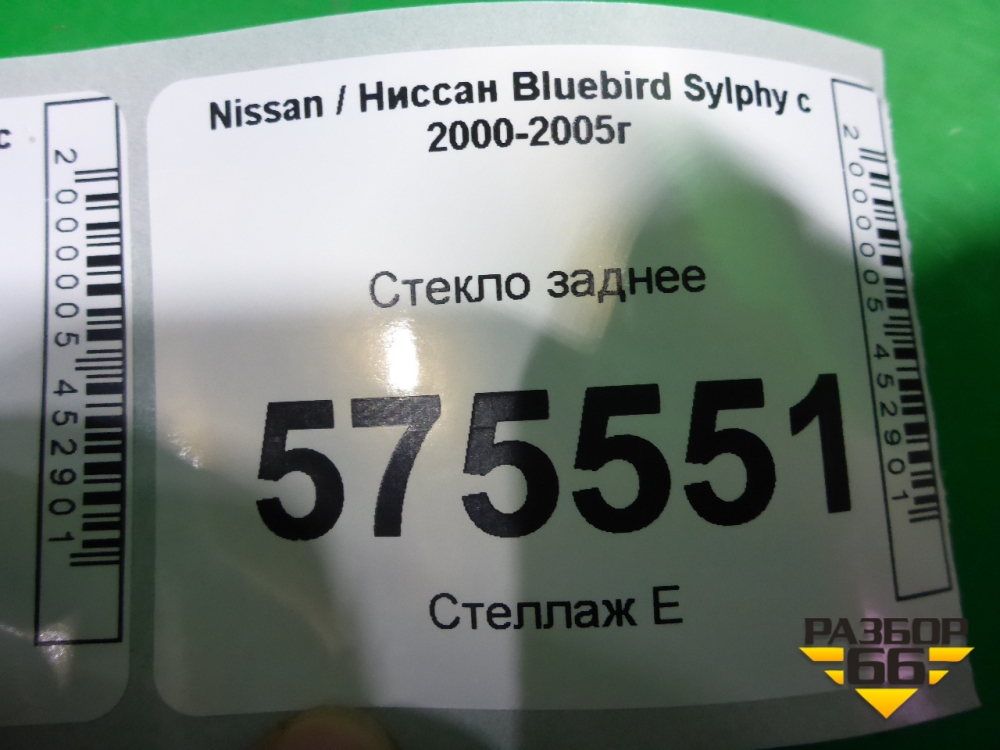 с
2000005452901
Nissan / Ниссан Bluebird Sylphy с
2000-2005г
Стекло заднее
575551
Стеллаж Е
2000005452901
РАЗБОР
66